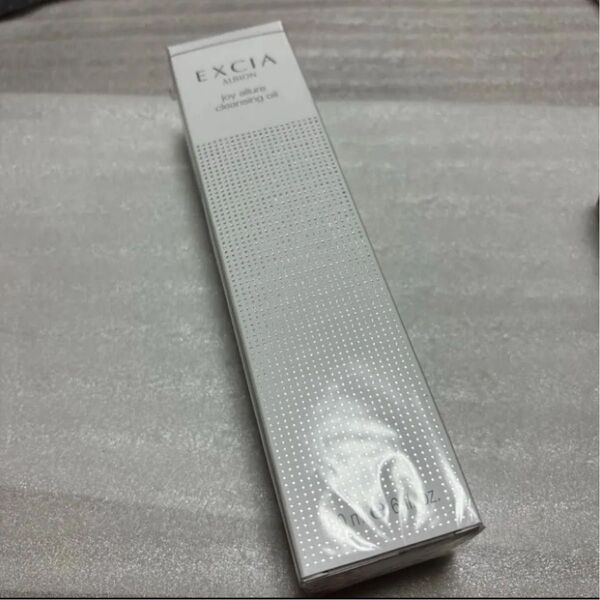 EXCIA
ALBION
joy allure
cleansing oil